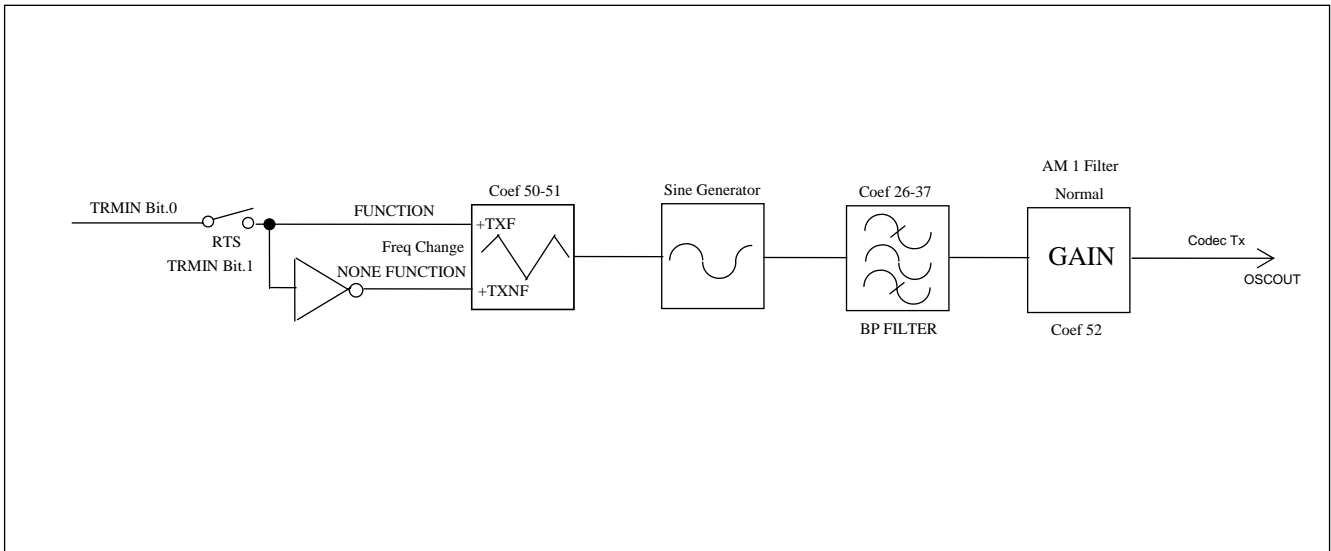 TRMIN Bit.0
RTS
TRMIN Bit.1
FUNCTION
NONE FUNCTION
Coef 50-51
+TXF
Freq Change
+TXNF
Sine Generator
Coef 26-37
BP FILTER
AM 1 Filter
Normal
GAIN
Coef 52
Codec Tx
OSCOUT